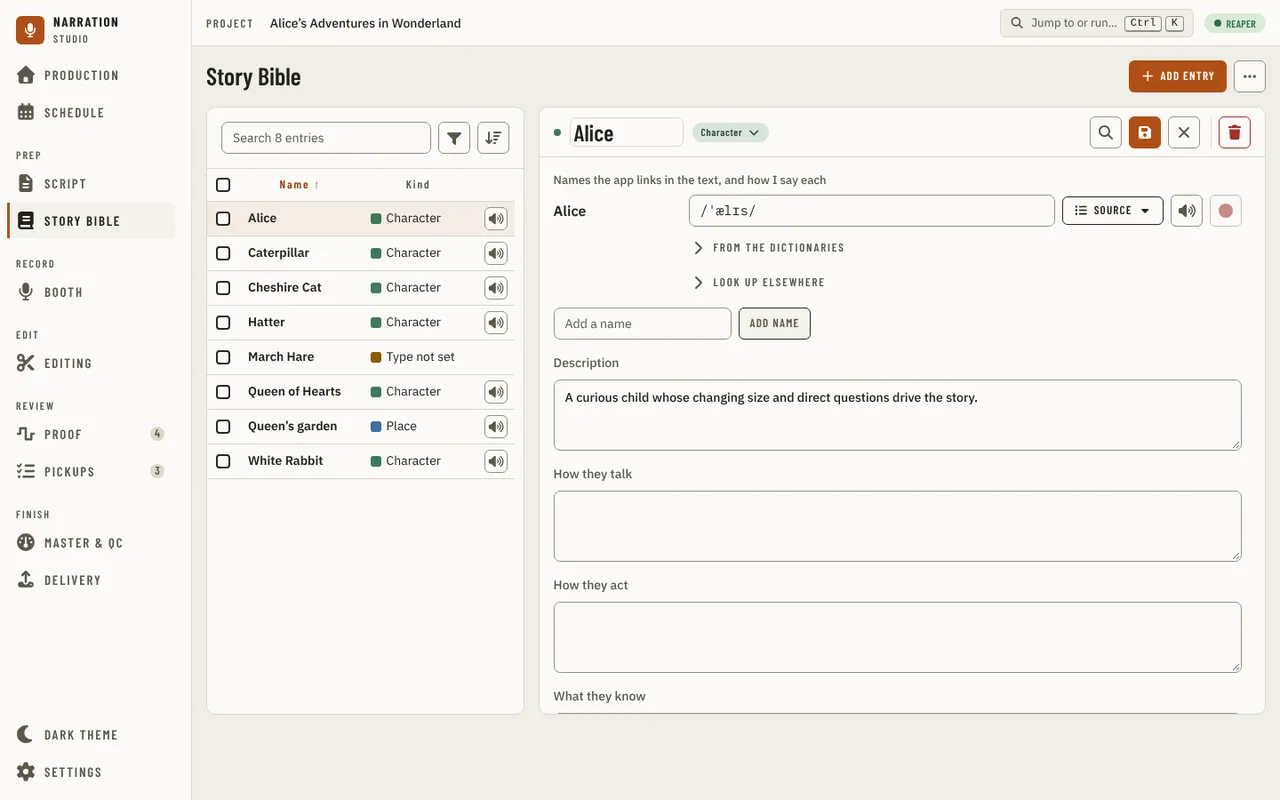 NARRATION
STUDIO
PRODUCTION
SCHEDULE
PREP
SCRIPT
STORY BIBLE
RECORD
BOOTH
EDIT
EDITING
REVIEW
PROOF 4
PICKUPS 3
FINISH
MASTER & QC
DELIVERY
DARK THEME
SETTINGS
PROJECT Alice’s Adventures in Wonderland
Jump to or run... Ctrl K
REAPER
Story Bible
ADD ENTRY
Search 8 entries
Name ↑ Kind
Alice Character
Caterpillar Character
Cheshire Cat Character
Hatter Character
March Hare Type not set
Queen of Hearts Character
Queen’s garden Place
White Rabbit Character
Alice Character
Names the app links in the text, and how I say each
Alice /ˈælɪs/ SOURCE
FROM THE DICTIONARIES
LOOK UP ELSEWHERE
Add a name ADD NAME
Description
A curious child whose changing size and direct questions drive the story.
How they talk
How they act
What they know